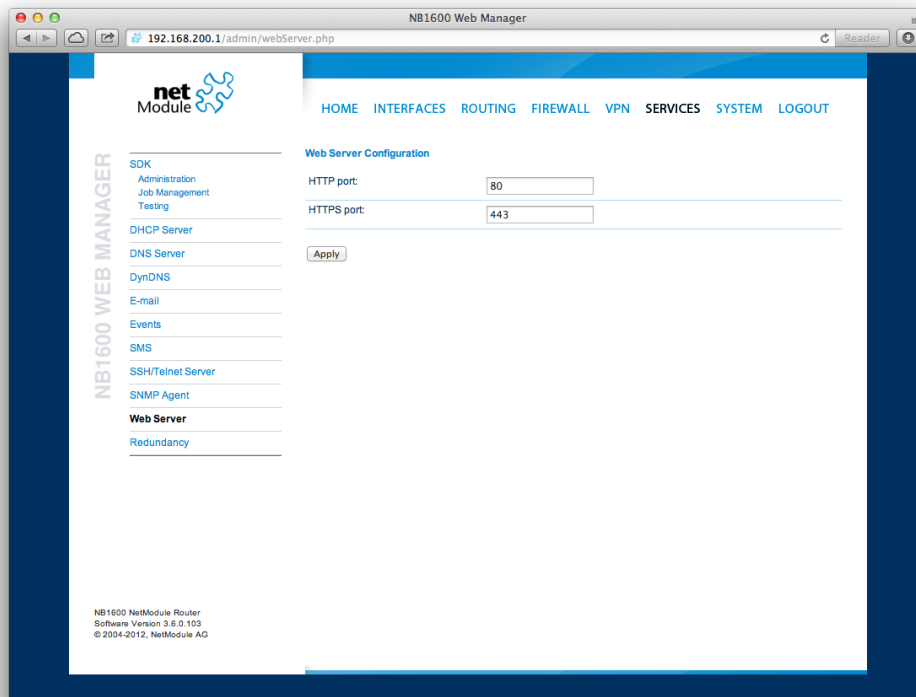 NB1600 Web Manager
192.168.200.1/admin/webServer.php
Reader
net
Module
HOME INTERFACES ROUTING FIREWALL VPN SERVICES SYSTEM LOGOUT
NB1600 WEB MANAGER
SDK
Administration
Job Management
Testing
DHCP Server
DNS Server
DynDNS
E-mail
Events
SMS
SSH/Telnet Server
SNMP Agent
Web Server
Redundancy
Web Server Configuration
HTTP port: 80
HTTPS port: 443
Apply
NB1600 NetModule Router
Software Version 3.6.0.103
© 2004-2012, NetModule AG